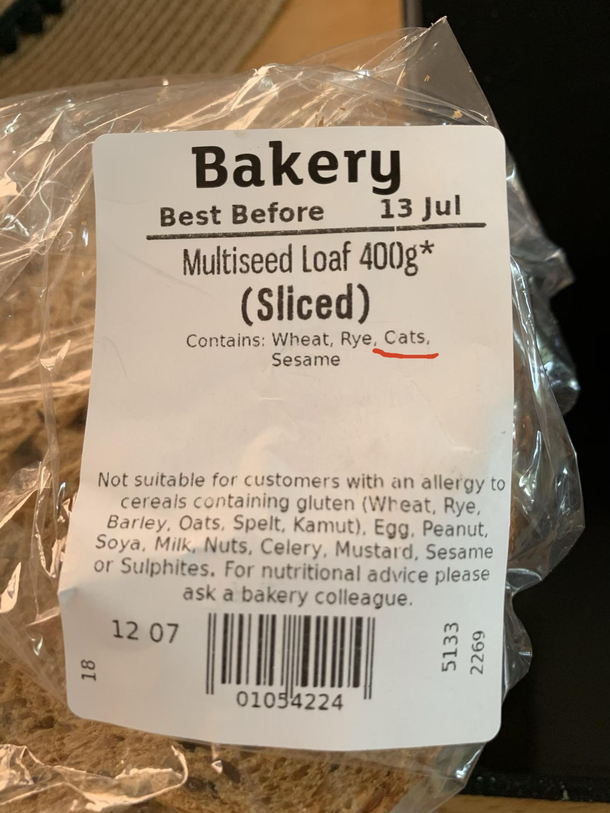 Bakery
Best Before 13 Jul
Multiseed Loaf 400g*
(Sliced)
Contains: Wheat, Rye, Cats,
Sesame
Not suitable for customers with an allergy to
cereals containing gluten (Wheat, Rye,
Barley, Oats, Spelt, Kamut), Egg, Peanut,
Soya, Milk, Nuts, Celery, Mustard, Sesame
or Sulphites. For nutritional advice please
ask a bakery colleague.
12 07
18
01054224
5133
2269